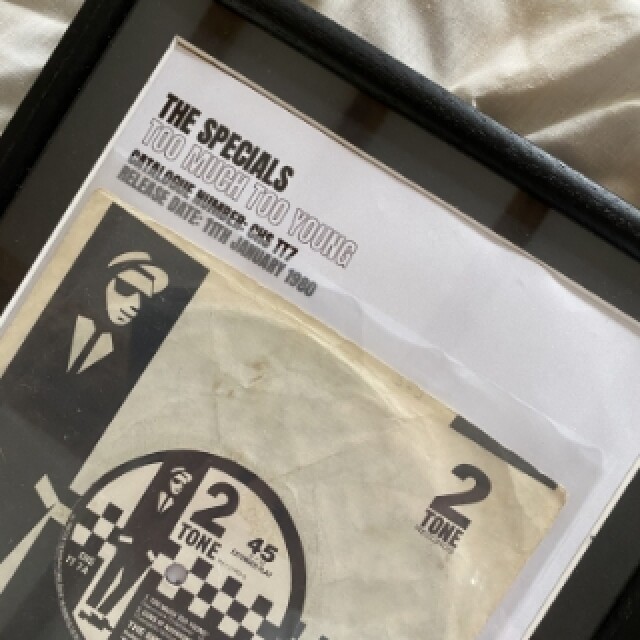 THE SPECIALS
TOO MUCH TOO YOUNG
CATALOGUE NUMBER: CHS TT7
RELEASE DATE: 11TH JANUARY 1980
2
TONE
2
TONE
45